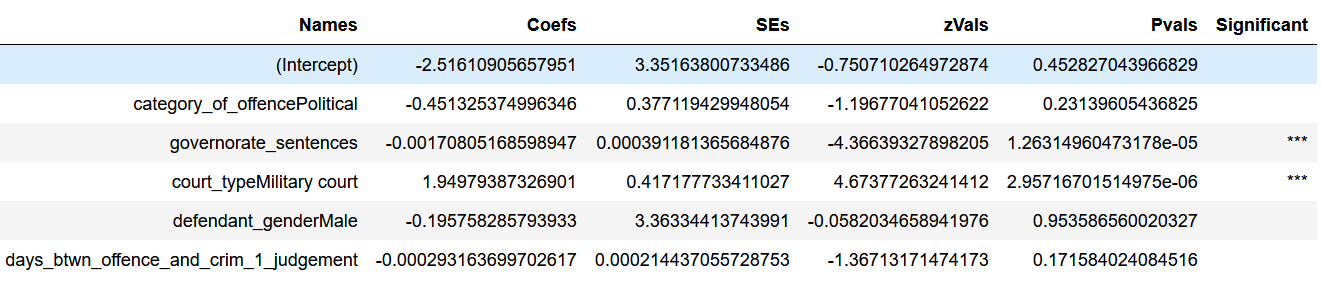 Names Coefs SEs zVals Pvals Significant
(Intercept) -2.51610905657951 3.35163800733486 -0.750710264972874 0.452827043966829
category_of_offencePolitical -0.451325374996346 0.377119429948054 -1.19677041052622 0.23139605436825
governorate_sentences -0.00170805168598947 0.000391181365684876 -4.36639327898205 1.26314960473178e-05 ***
court_typeMilitary court 1.94979387326901 0.417177733411027 4.67377263241412 2.95716701514975e-06 ***
defendant_genderMale -0.195758285793933 3.36334413743991 -0.0582034658941976 0.953586560020327
days_btwn_offence_and_crim_1_judgement -0.000293163699702617 0.000214437055728753 -1.36713171474173 0.171584024084516